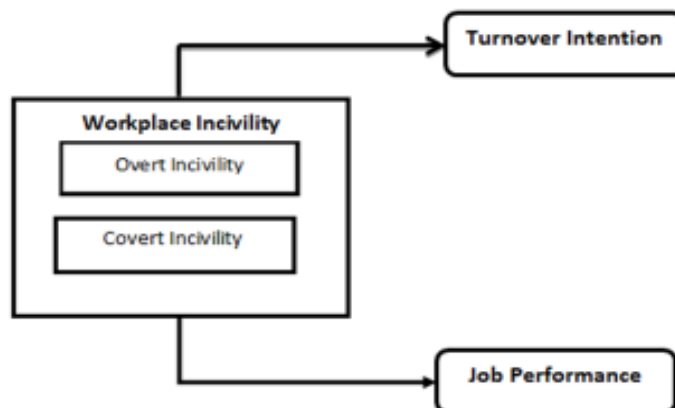 Turnover Intention
Workplace Incivility
Overt Incivility
Covert Incivility
Job Performance